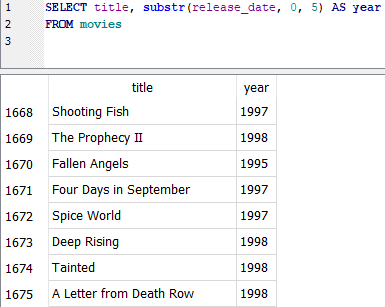 1 SELECT title, substr(release_date, 0, 5) AS year
2 FROM movies
3
title year
1668 Shooting Fish 1997
1669 The Prophecy II 1998
1670 Fallen Angels 1995
1671 Four Days in September 1997
1672 Spice World 1997
1673 Deep Rising 1998
1674 Tainted 1998
1675 A Letter from Death Row 1998